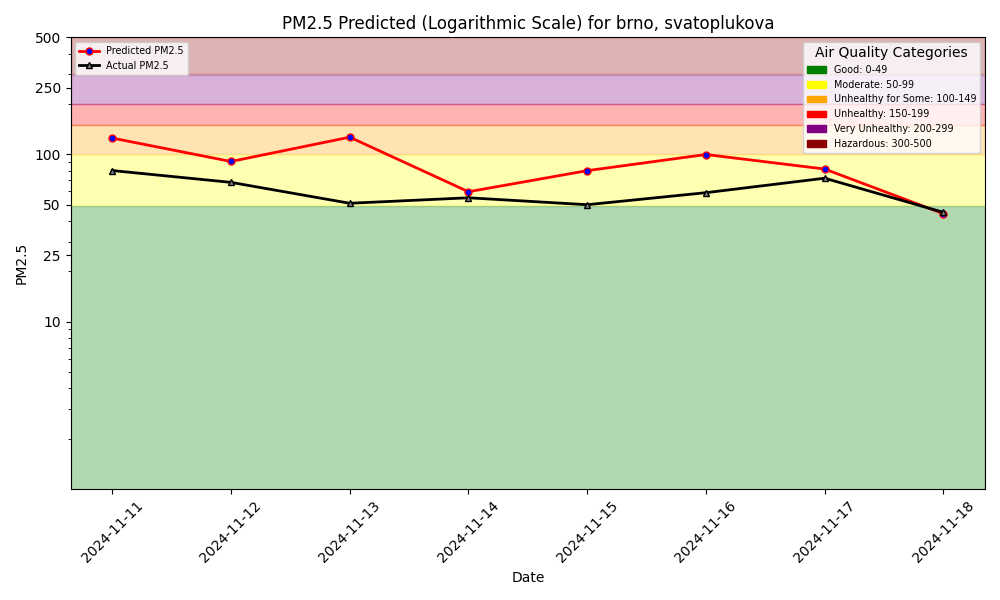 PM2.5 Predicted (Logarithmic Scale) for brno, svatoplukova
Predicted PM2.5
Actual PM2.5
Air Quality Categories
Good: 0-49
Moderate: 50-99
Unhealthy for Some: 100-149
Unhealthy: 150-199
Very Unhealthy: 200-299
Hazardous: 300-500
PM2.5
500
250
100
50
25
10
2024-11-11
2024-11-12
2024-11-13
2024-11-14
2024-11-15
2024-11-16
2024-11-17
2024-11-18
Date